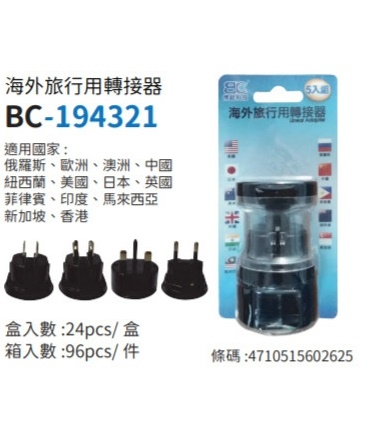 海外旅行用轉接器
BC-194321
適用國家:
俄羅斯、歐洲、澳洲、中國
紐西蘭、美國、日本、英國
菲律賓、印度、馬來西亞
新加坡、香港
盒入數:24pcs/ 盒
箱入數:96pcs/ 件
BC
5入組
海外旅行用轉接器
條碼:4710515602625